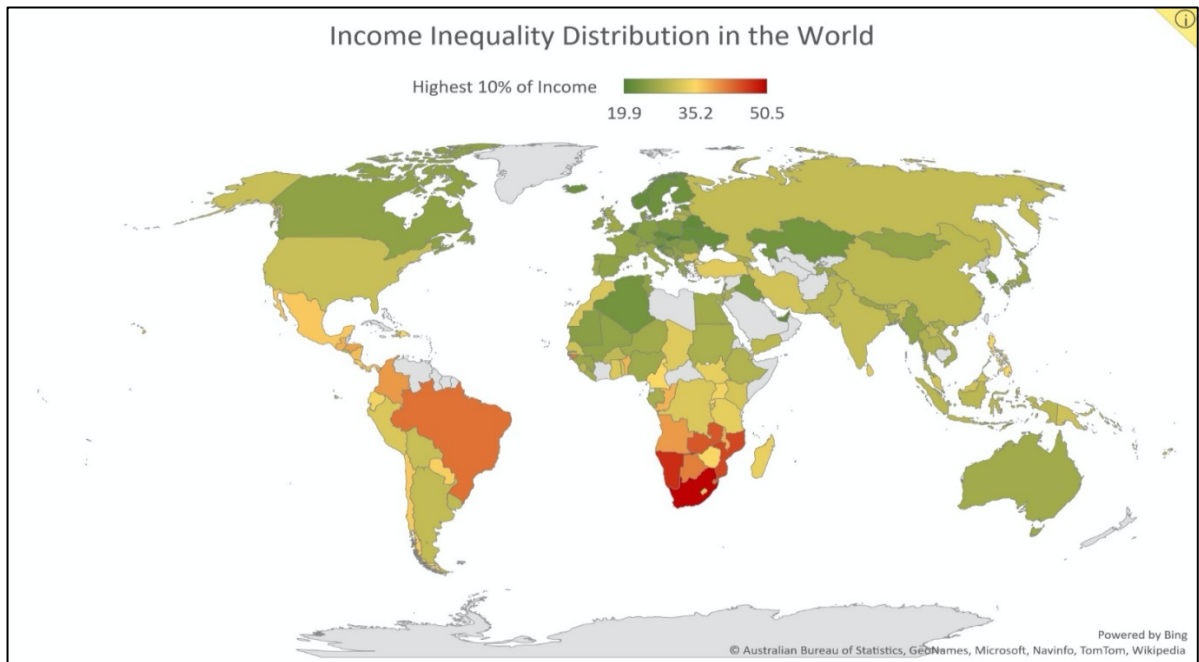 Income Inequality Distribution in the World
Highest 10% of Income
19.9 35.2 50.5
Powered by Bing
© Australian Bureau of Statistics, GeoNames, Microsoft, Navinfo, TomTom, Wikipedia